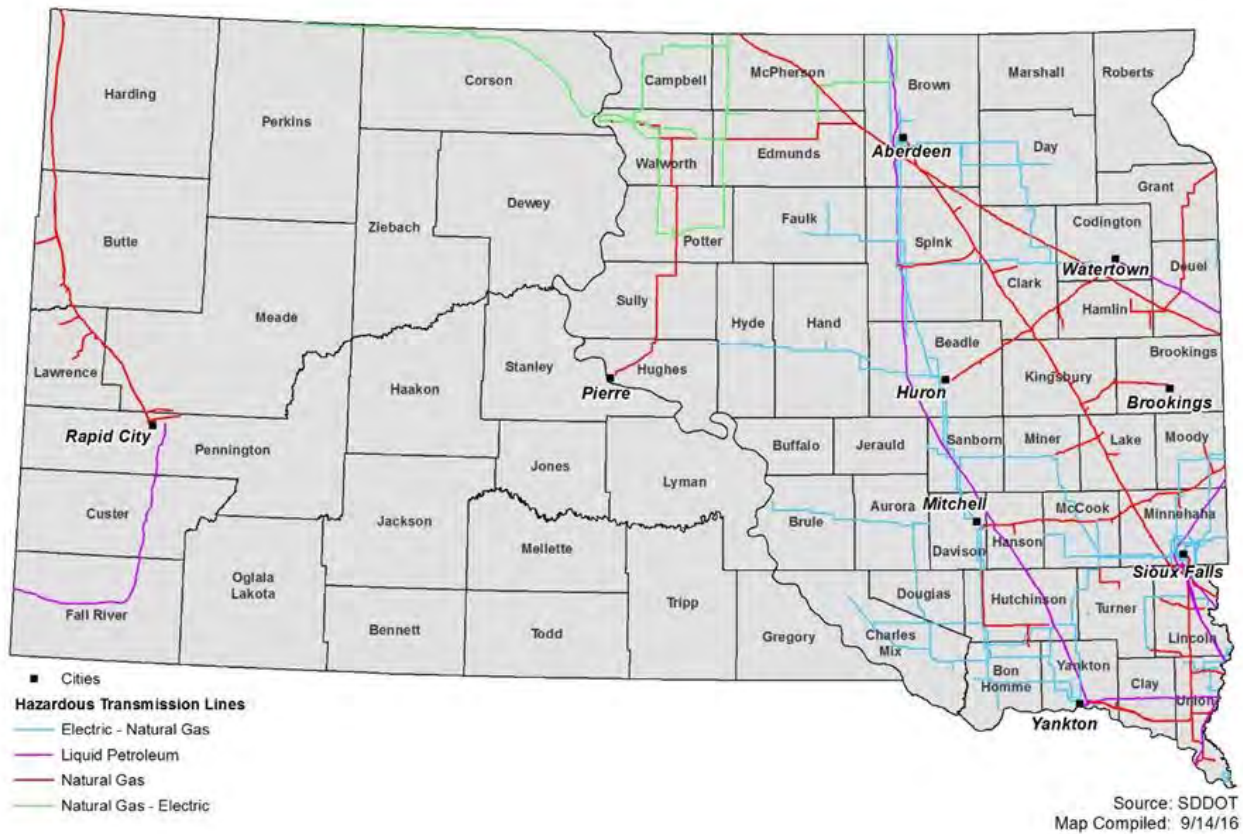 Harding
Perkins
Corson
Campbell
McPherson
Brown
Marshall
Roberts
Aberdeen
Day
Walworth
Edmunds
Dewey
Ziebach
Grant
Butte
Faulk
Potter
Spink
Codington
Watertown
Deuel
Clark
Hamlin
Meade
Sully
Hyde
Hand
Beadle
Brookings
Lawrence
Haakon
Stanley
Hughes
Kingsbury
Pierre
Huron
Brookings
Rapid City
Pennington
Buffalo
Jerauld
Sanborn
Miner
Lake
Moody
Jones
Lyman
Custer
Jackson
Mellette
Brule
Aurora
Mitchell
McCook
Minnehaha
Davison
Hanson
Sioux Falls
Oglala
Lakota
Fall River
Bennett
Todd
Tripp
Gregory
Douglas
Hutchinson
Turner
Lincoln
Charles
Mix
Bon
Homme
Yankton
Clay
Union
Yankton
Cities
Hazardous Transmission Lines
Electric - Natural Gas
Liquid Petroleum
Natural Gas
Natural Gas - Electric
Source: SDDOT
Map Compiled: 9/14/16